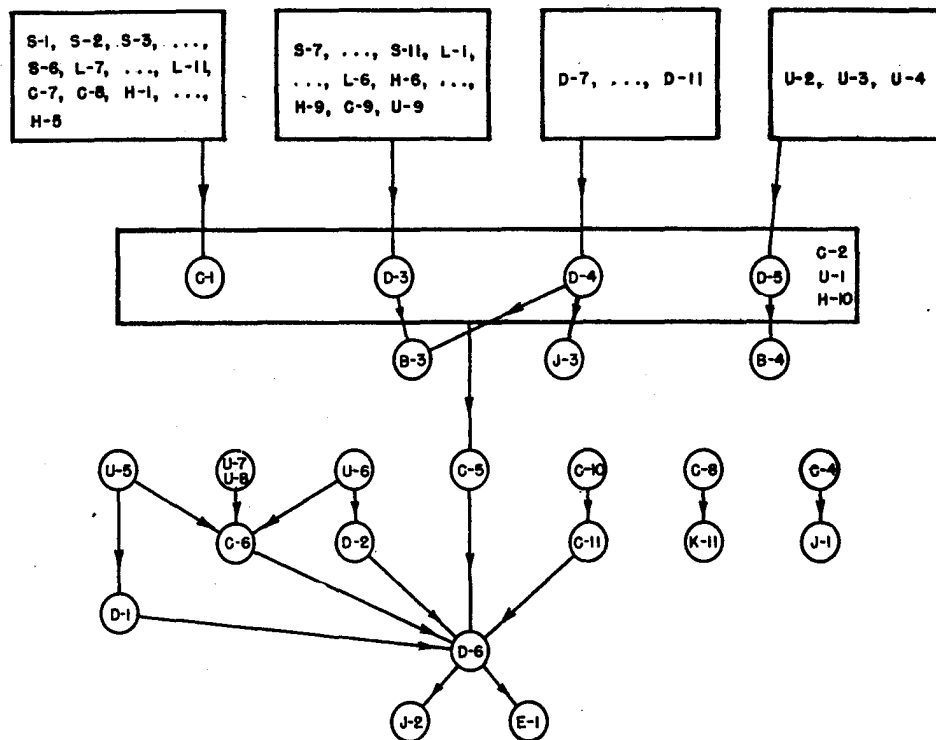 S-1, S-2, S-3, ...,
S-6, L-7, ..., L-11,
C-7, C-8, H-1, ...,
H-5
S-7, ..., S-11, L-1,
..., L-6, H-6, ...,
H-9, C-9, U-9
D-7, ..., D-11
U-2, U-3, U-4
C-1
D-3
D-4
D-5
C-2
U-1
H-10
B-3
J-3
B-4
U-5
U-7
U-8
U-6
C-5
C-10
C-8
C-4
C-6
D-2
C-11
K-11
J-1
D-1
D-6
J-2
E-1